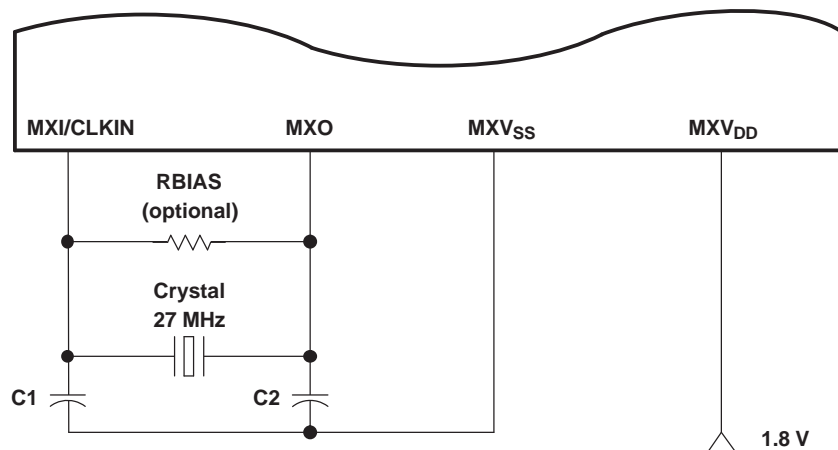 MXI/CLKIN MXO MXVSS MXVDD
RBIAS
(optional)
Crystal
27 MHz
C1 C2
1.8 V